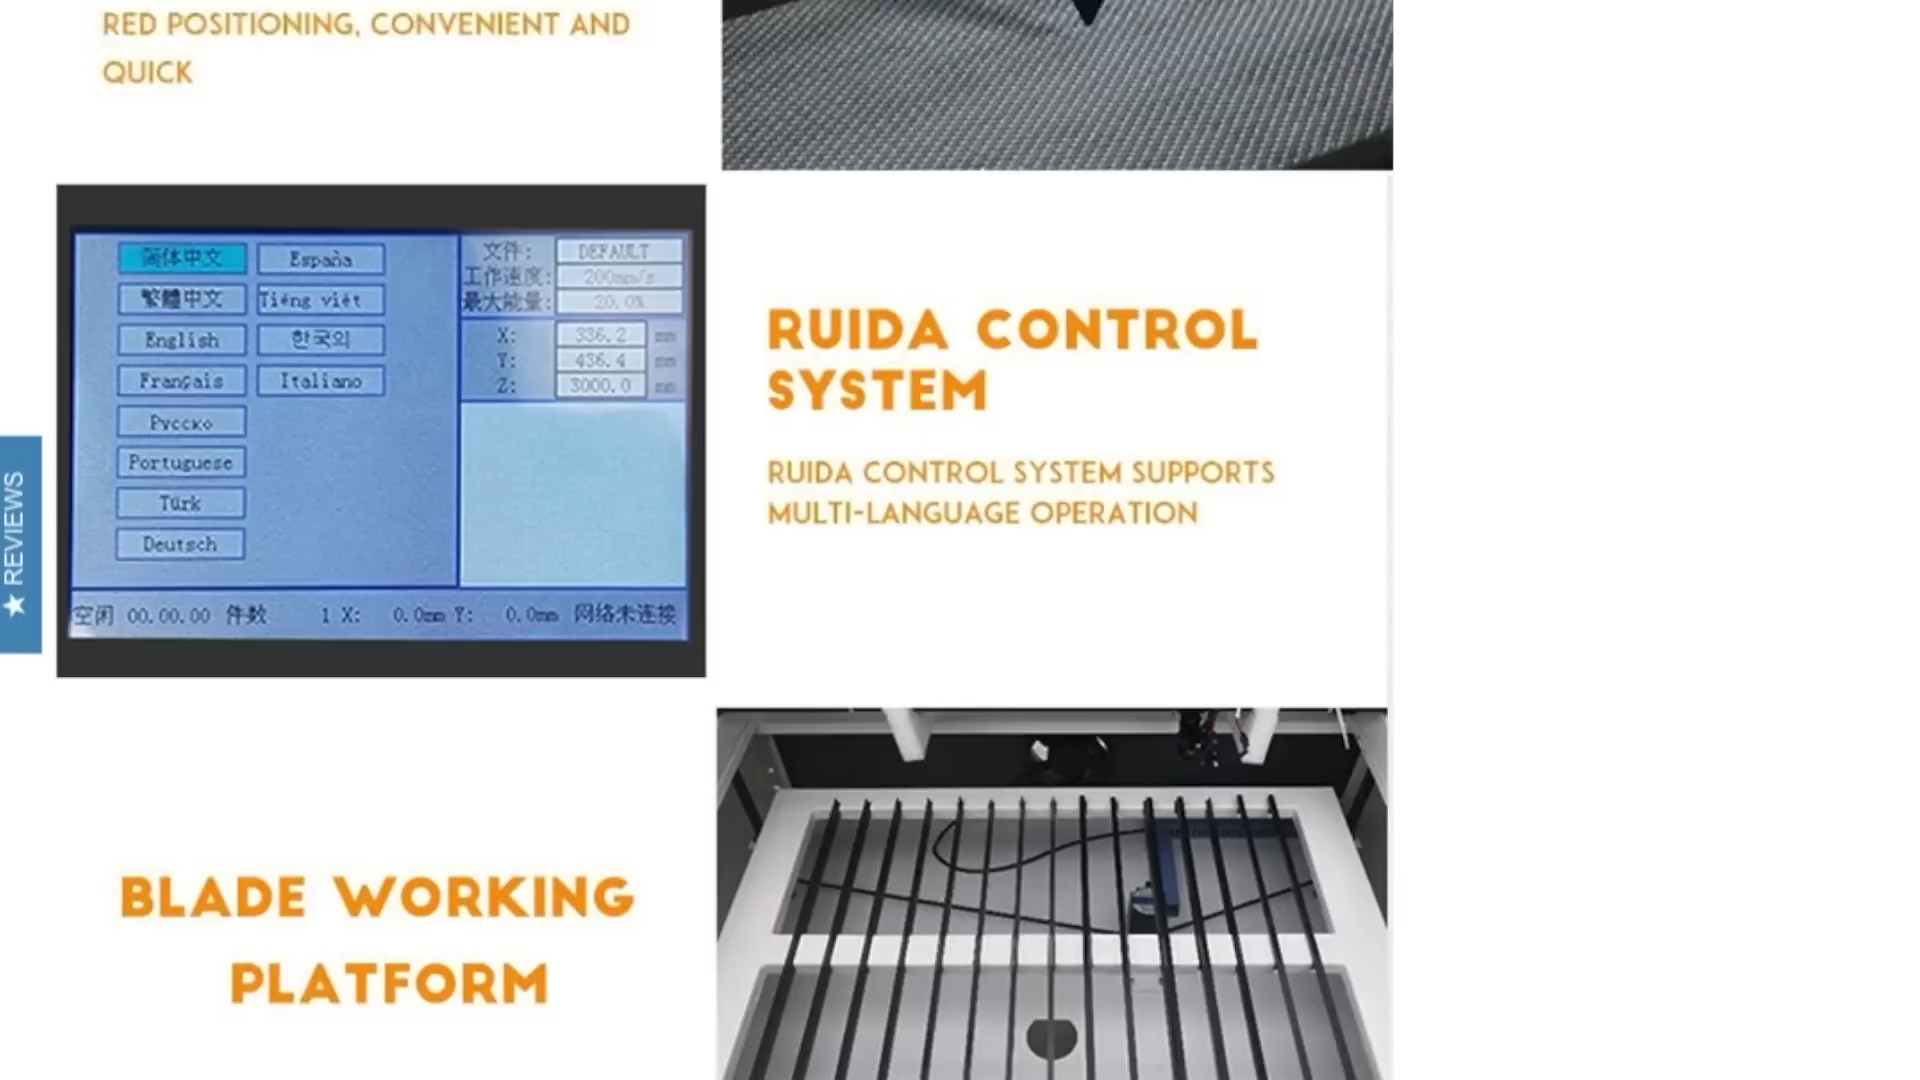 RED POSITIONING, CONVENIENT AND
QUICK
简体中文
España
繁體中文
Tiếng việt
English
한국의
Français
Italiano
Русско
Portuguese
Türk
Deutsch
文件: DEFAULT
工作速度: 200mm/s
最大能量: 20.0%
X: 336.2 mm
Y: 436.4 mm
Z: 3000.0 mm
空闲 00.00.00 件数 1 X: 0.0mm Y: 0.0mm 网络未连接
RUIDA CONTROL
SYSTEM
RUIDA CONTROL SYSTEM SUPPORTS
MULTI-LANGUAGE OPERATION
★ REVIEWS
BLADE WORKING
PLATFORM